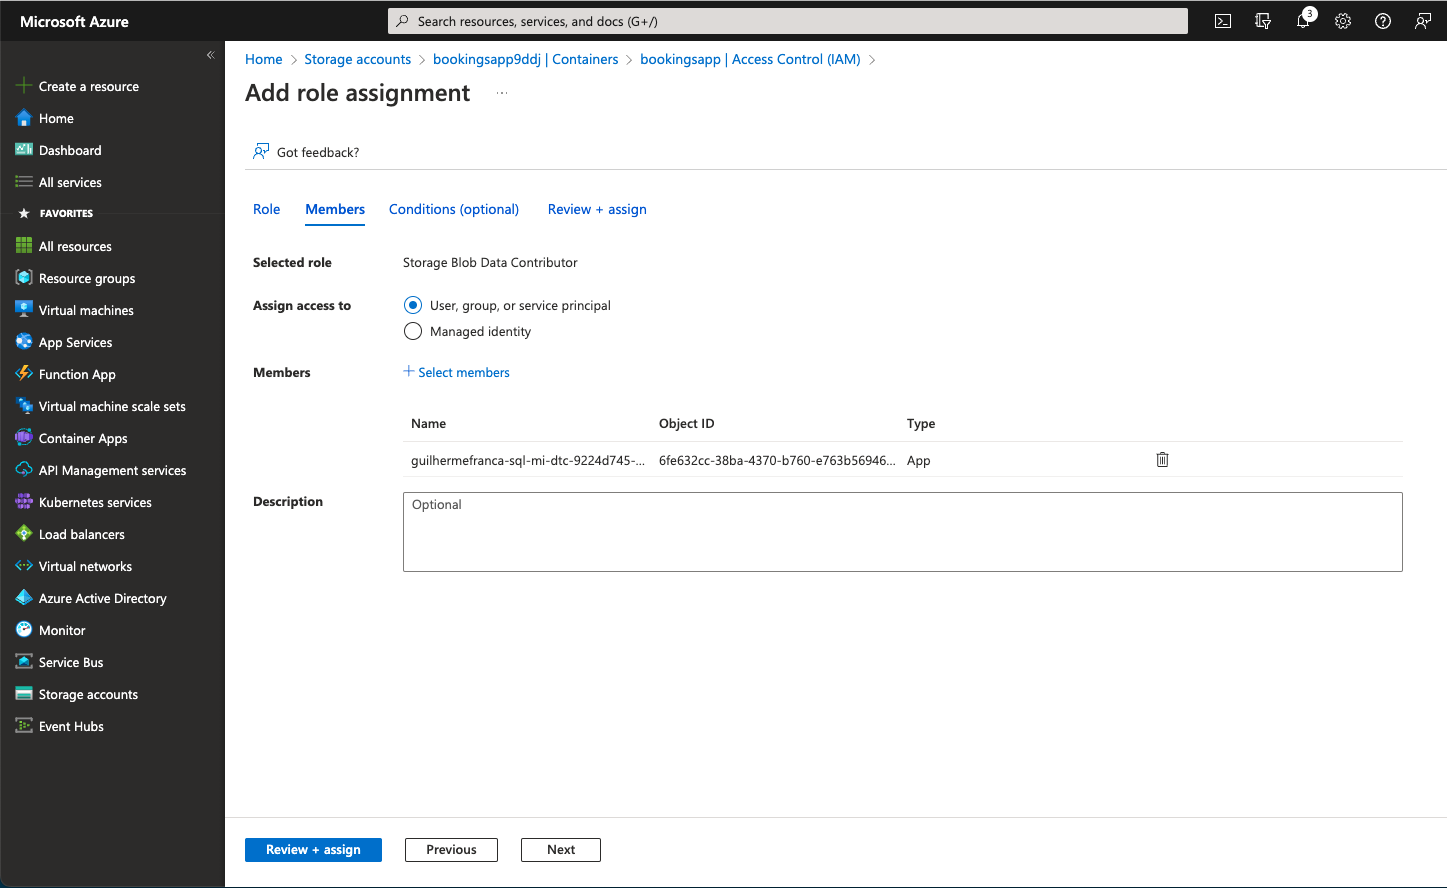 Microsoft Azure
Search resources, services, and docs (G+/)
3
«
Create a resource
Home
Dashboard
All services
FAVORITES
All resources
Resource groups
Virtual machines
App Services
Function App
Virtual machine scale sets
Container Apps
API Management services
Kubernetes services
Load balancers
Virtual networks
Azure Active Directory
Monitor
Service Bus
Storage accounts
Event Hubs
Home > Storage accounts > bookingsapp9ddj | Containers > bookingsapp | Access Control (IAM) >
Add role assignment ...
Got feedback?
Role Members Conditions (optional) Review + assign
Selected role Storage Blob Data Contributor
Assign access to User, group, or service principal
Managed identity
Members + Select members
Name Object ID Type
guilhermefranca-sql-mi-dtc-9224d745-... 6fe632cc-38ba-4370-b760-e763b56946... App
Description Optional
Review + assign Previous Next